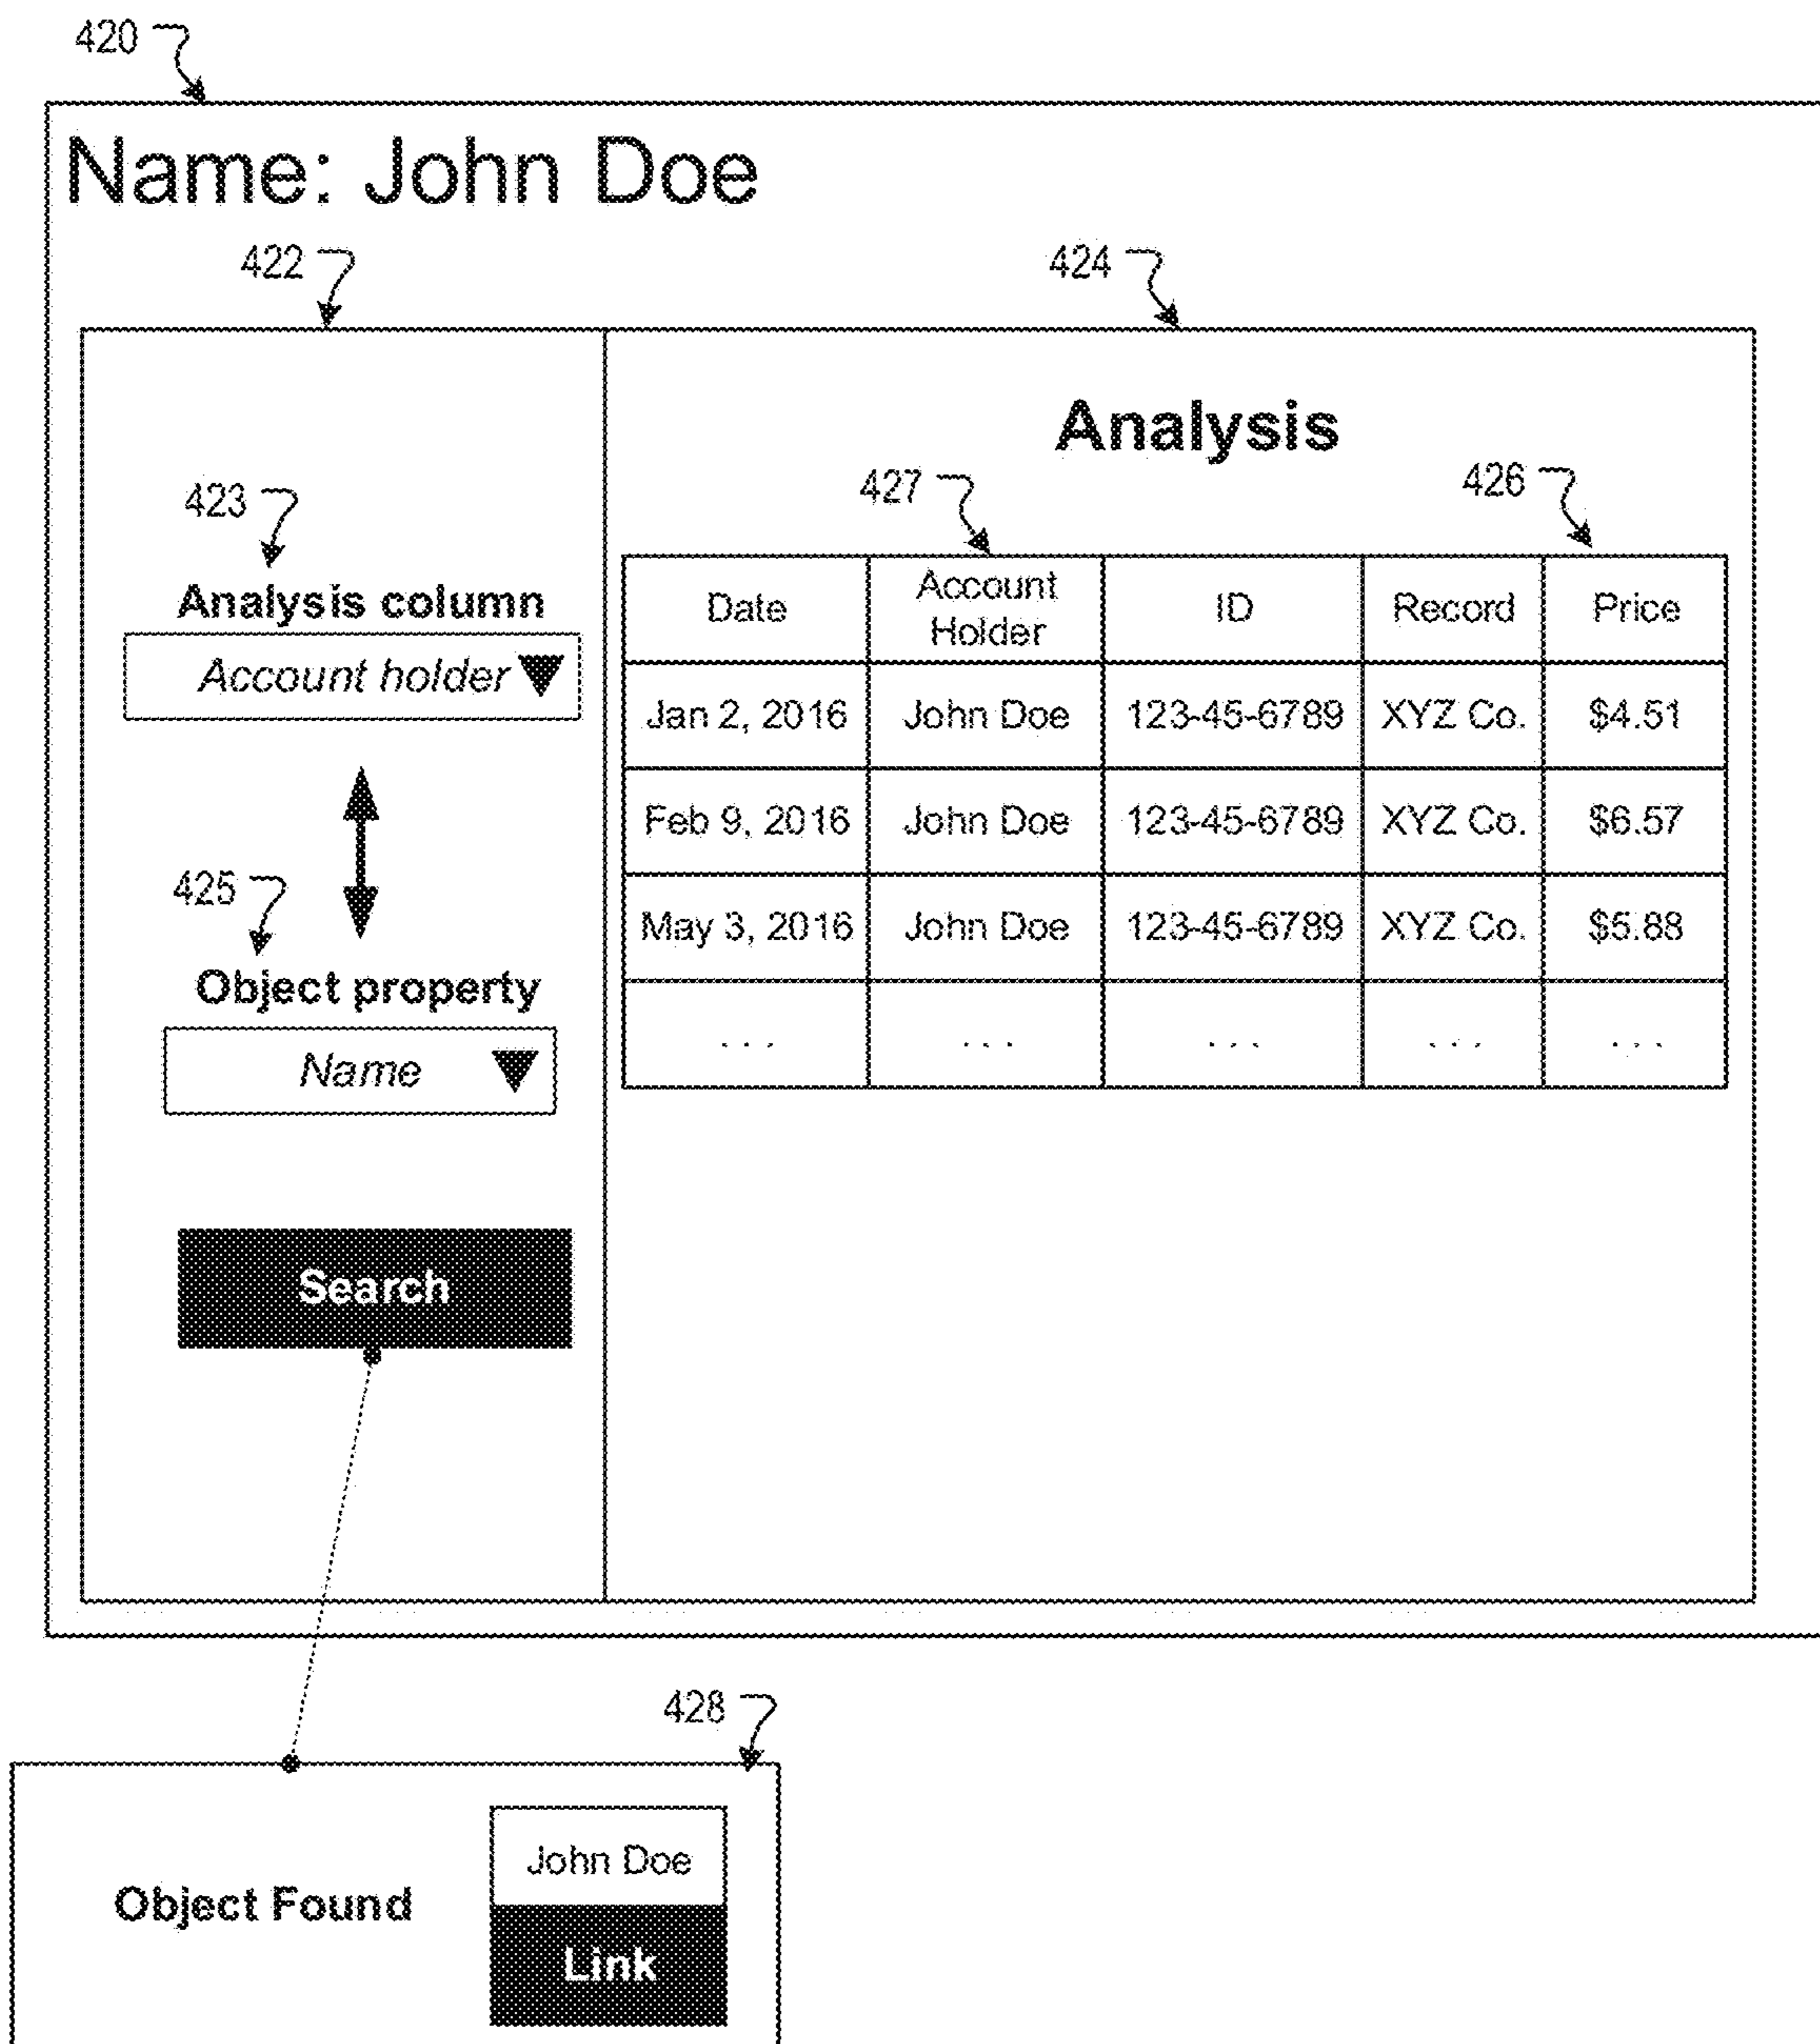 420
Name: John Doe
422
424
Analysis
423
427
426
Analysis column
Account holder
425
Object property
Name
Search
Date Account Holder ID Record Price
Jan 2, 2016 John Doe 123-45-6789 XYZ Co. $4.51
Feb 9, 2016 John Doe 123-45-6789 XYZ Co. $6.57
May 3, 2016 John Doe 123-45-6789 XYZ Co. $5.88
... ... ... ... ...
428
Object Found
John Doe
Link